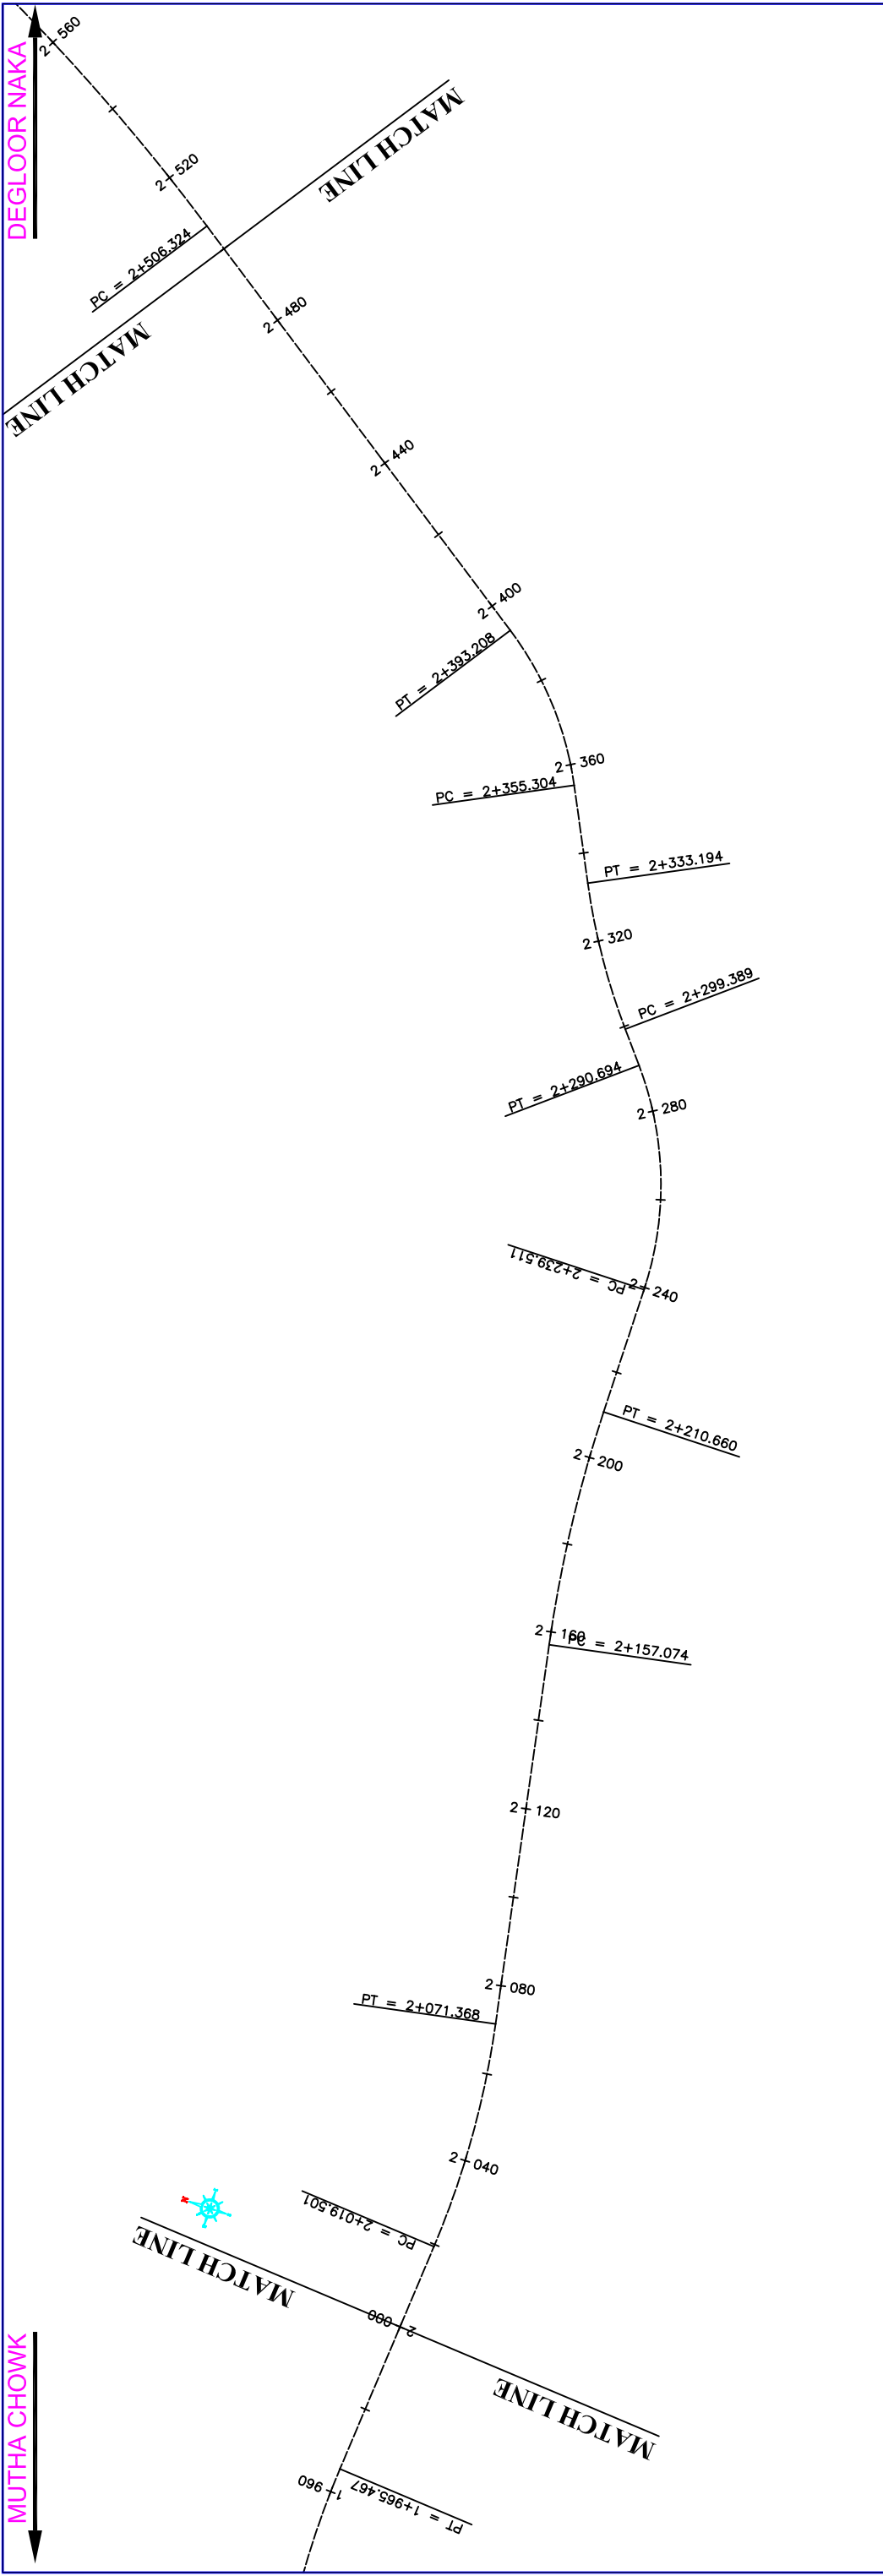 2+560
DEGLOOR NAKA
MATCH LINE
2+520
PC = 2+506.324
2+480
MATCH LINE
2+440
2+400
PT = 2+393.208
2+360
PC = 2+355.304
PT = 2+333.194
2+320
PC = 2+299.389
PT = 2+290.694
2+280
PC = 2+239.511
2+240
PT = 2+210.660
2+200
2+160
PC = 2+157.074
2+120
2+080
PT = 2+071.368
2+040
PC = 2+019.501
MATCH LINE
2+000
MUTHA CHOWK
MATCH LINE
1+960
PT = 1+965.467